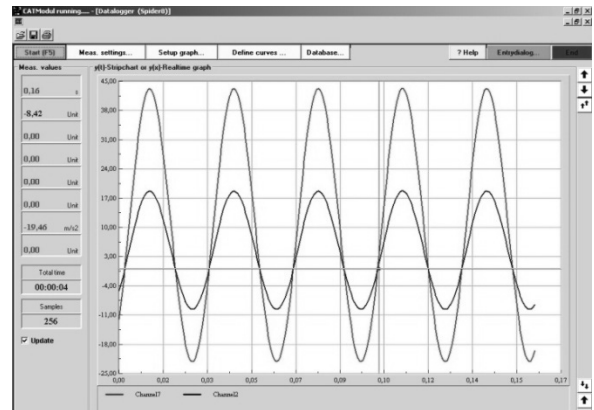 CATModul running.... - [Datalogger (Spider8)]
Start (F5) Meas. settings... Setup graph... Define curves ... Database... ? Help Entrydialog... End
Meas. values
y(t)-Stripchart or y(x)-Realtime graph
0,16 s
-8,42 Unit
0,00 Unit
0,00 Unit
0,00 Unit
0,00 Unit
-19,46 m/s2
0,00 Unit
Total time
00:00:04
Samples
256
Update
43,00
38,00
31,00
24,00
17,00
10,00
3,00
-4,00
-11,00
-18,00
-25,00
0,00 0,02 0,03 0,05 0,07 0,09 0,10 0,12 0,14 0,15 0,17
Channel7 Channel2